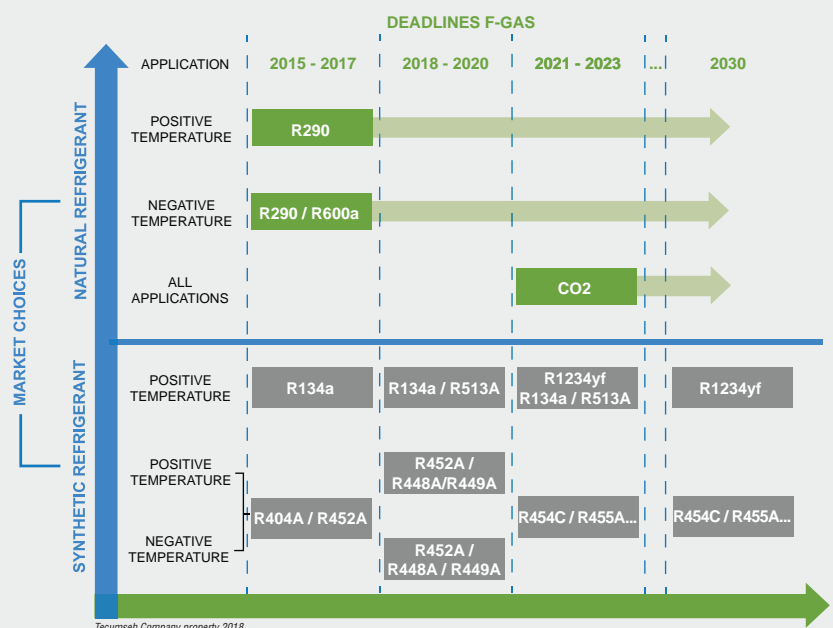 DEADLINES F-GAS
APPLICATION
2015 - 2017
2018 - 2020
2021 - 2023
...
2030
NATURAL REFRIGERANT
POSITIVE
TEMPERATURE
R290
NEGATIVE
TEMPERATURE
R290 / R600a
ALL
APPLICATIONS
CO2
MARKET CHOICES
SYNTHETIC REFRIGERANT
POSITIVE
TEMPERATURE
R134a
R134a / R513A
R1234yf
R134a / R513A
R1234yf
POSITIVE
TEMPERATURE
R452A /
R448A/R449A
R404A / R452A
R454C / R455A...
R454C / R455A...
NEGATIVE
TEMPERATURE
R452A /
R448A / R449A
Tecumseh Company property 2018